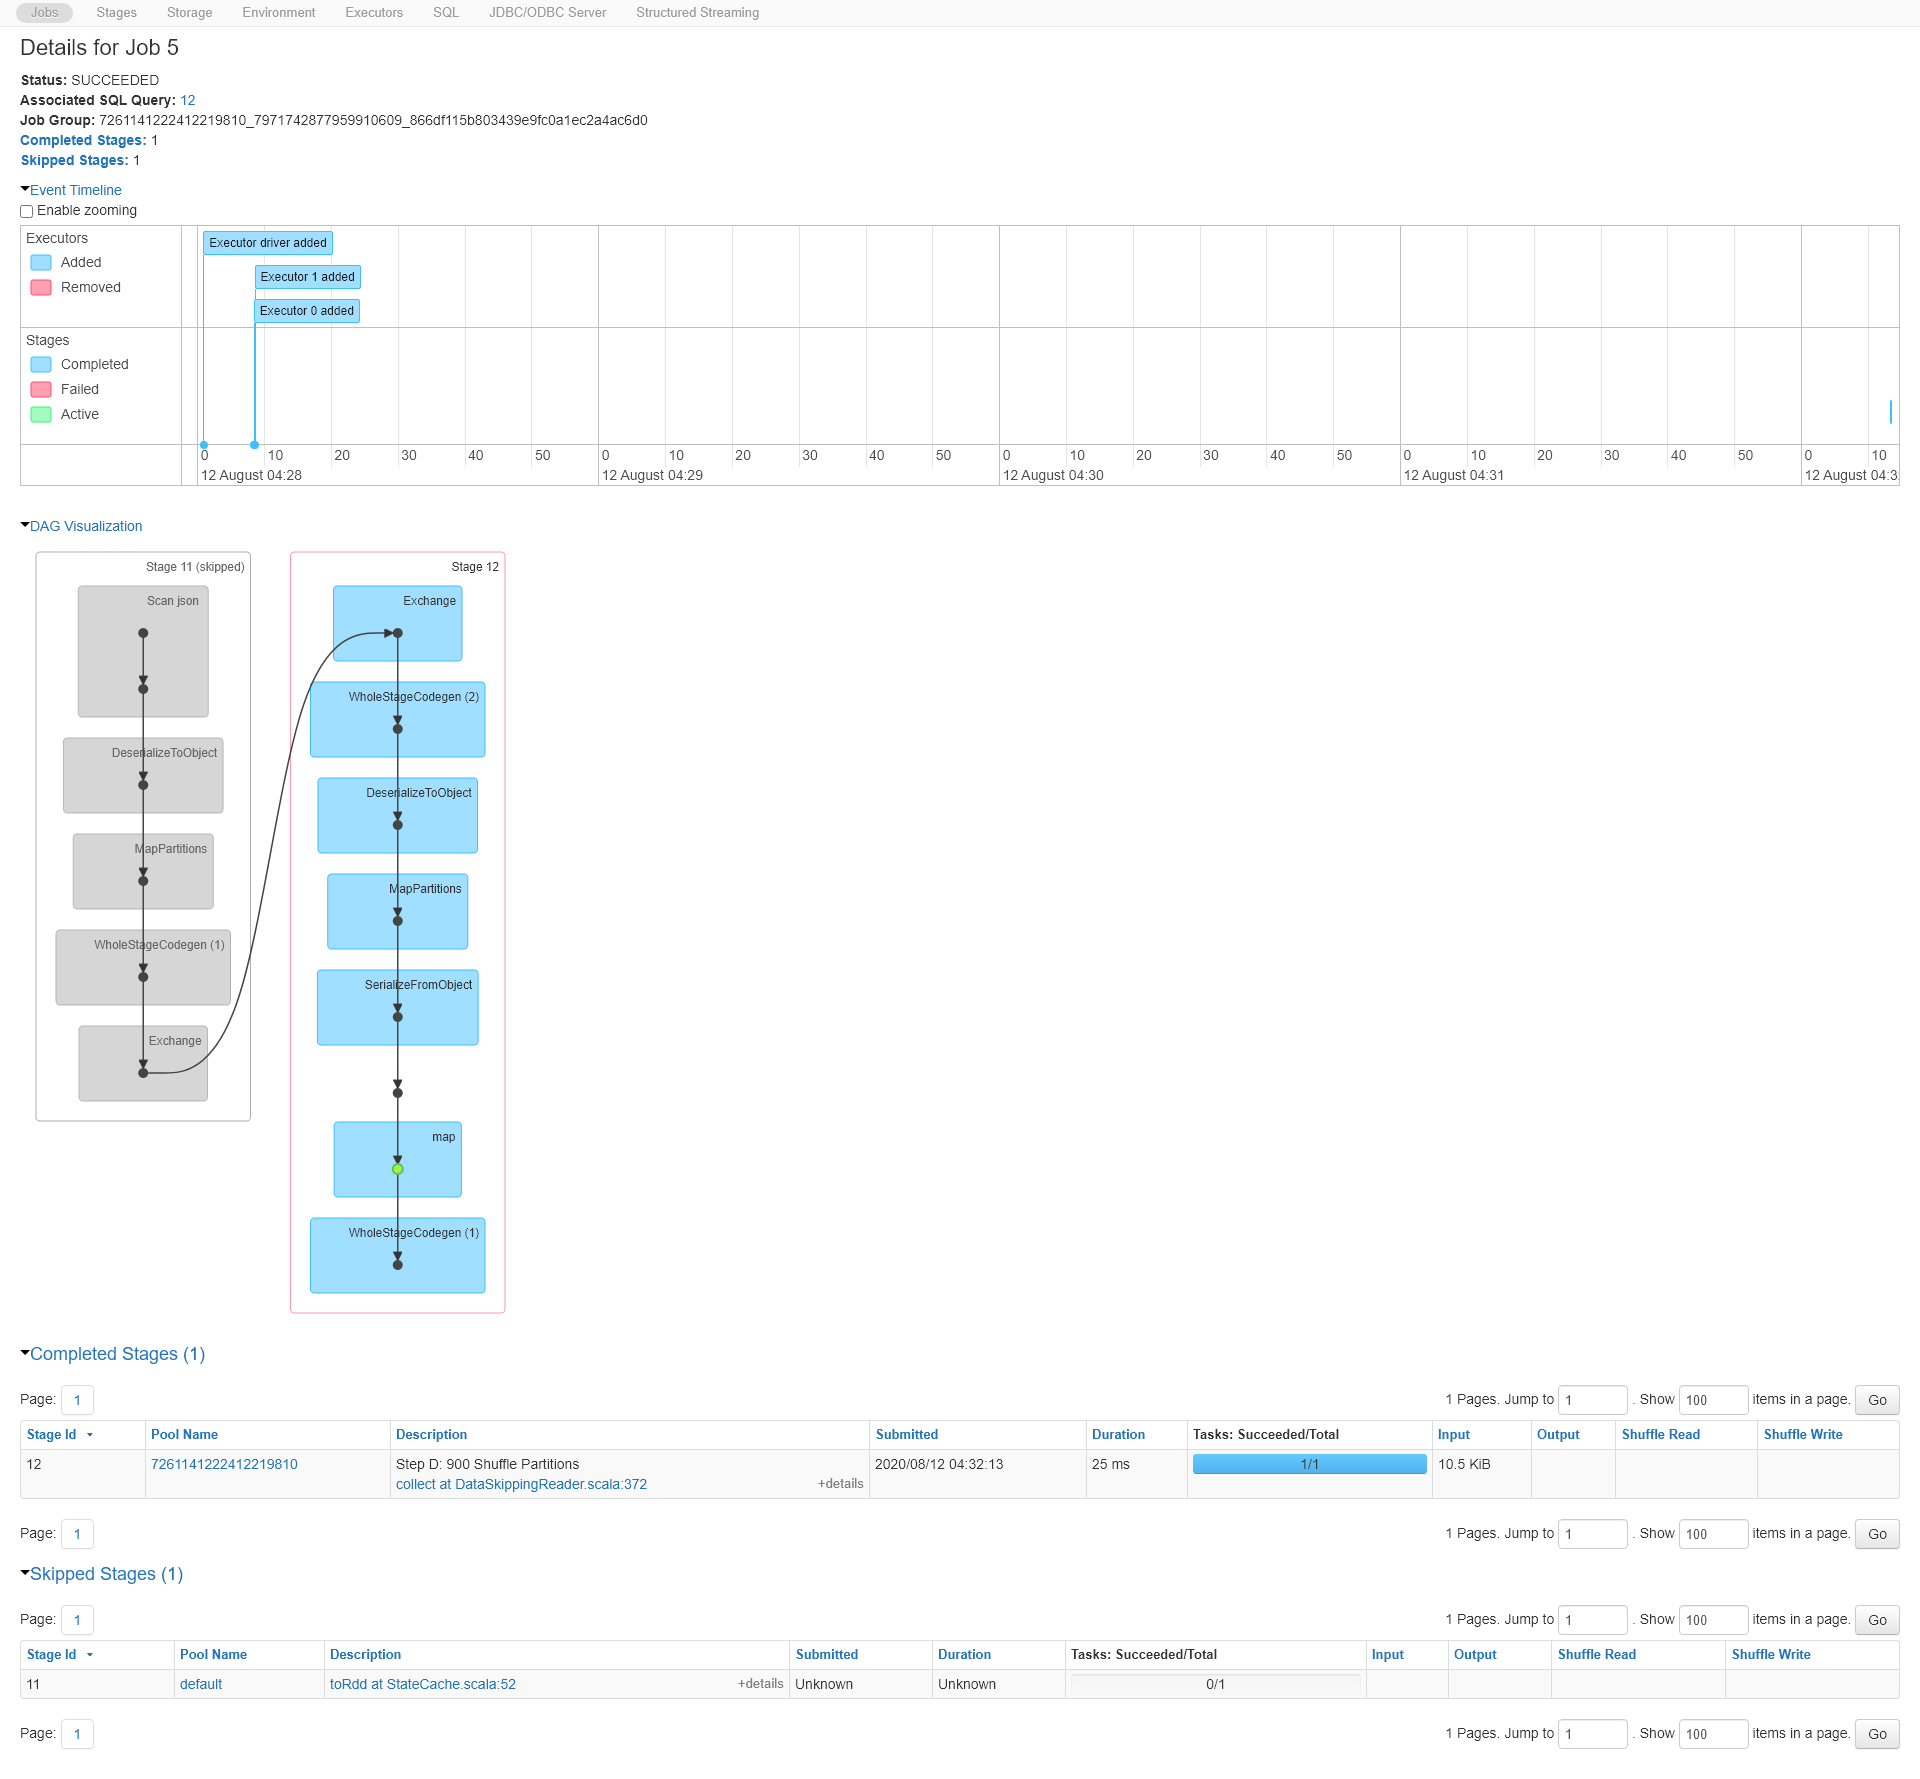 Jobs Stages Storage Environment Executors SQL JDBC/ODBC Server Structured Streaming
Details for Job 5
Status: SUCCEEDED
Associated SQL Query: 12
Job Group: 7261141222412219810_7971742877959910609_866df115b803439e9fc0a1ec2a4ac6d0
Completed Stages: 1
Skipped Stages: 1
Event Timeline
Enable zooming
Executors
Added
Removed
Executor driver added
Executor 1 added
Executor 0 added
Stages
Completed
Failed
Active
0 10 20 30 40 50 0 10 20 30 40 50 0 10 20 30 40 50 0 10 20 30 40 50 0 10
12 August 04:28 12 August 04:29 12 August 04:30 12 August 04:31 12 August 04:3
DAG Visualization
Stage 11 (skipped)
Scan json
DeserializeToObject
MapPartitions
WholeStageCodegen (1)
Exchange
Stage 12
Exchange
WholeStageCodegen (2)
DeserializeToObject
MapPartitions
SerializeFromObject
map
WholeStageCodegen (1)
Completed Stages (1)
Page: 1 1 Pages. Jump to 1 . Show 100 items in a page. Go
Stage Id Pool Name Description Submitted Duration Tasks: Succeeded/Total Input Output Shuffle Read Shuffle Write
12 7261141222412219810 Step D: 900 Shuffle Partitions 2020/08/12 04:32:13 25 ms 1/1 10.5 KiB
collect at DataSkippingReader.scala:372 +details
Page: 1 1 Pages. Jump to 1 . Show 100 items in a page. Go
Skipped Stages (1)
Page: 1 1 Pages. Jump to 1 . Show 100 items in a page. Go
Stage Id Pool Name Description Submitted Duration Tasks: Succeeded/Total Input Output Shuffle Read Shuffle Write
11 default toRdd at StateCache.scala:52 +details Unknown Unknown 0/1
Page: 1 1 Pages. Jump to 1 . Show 100 items in a page. Go